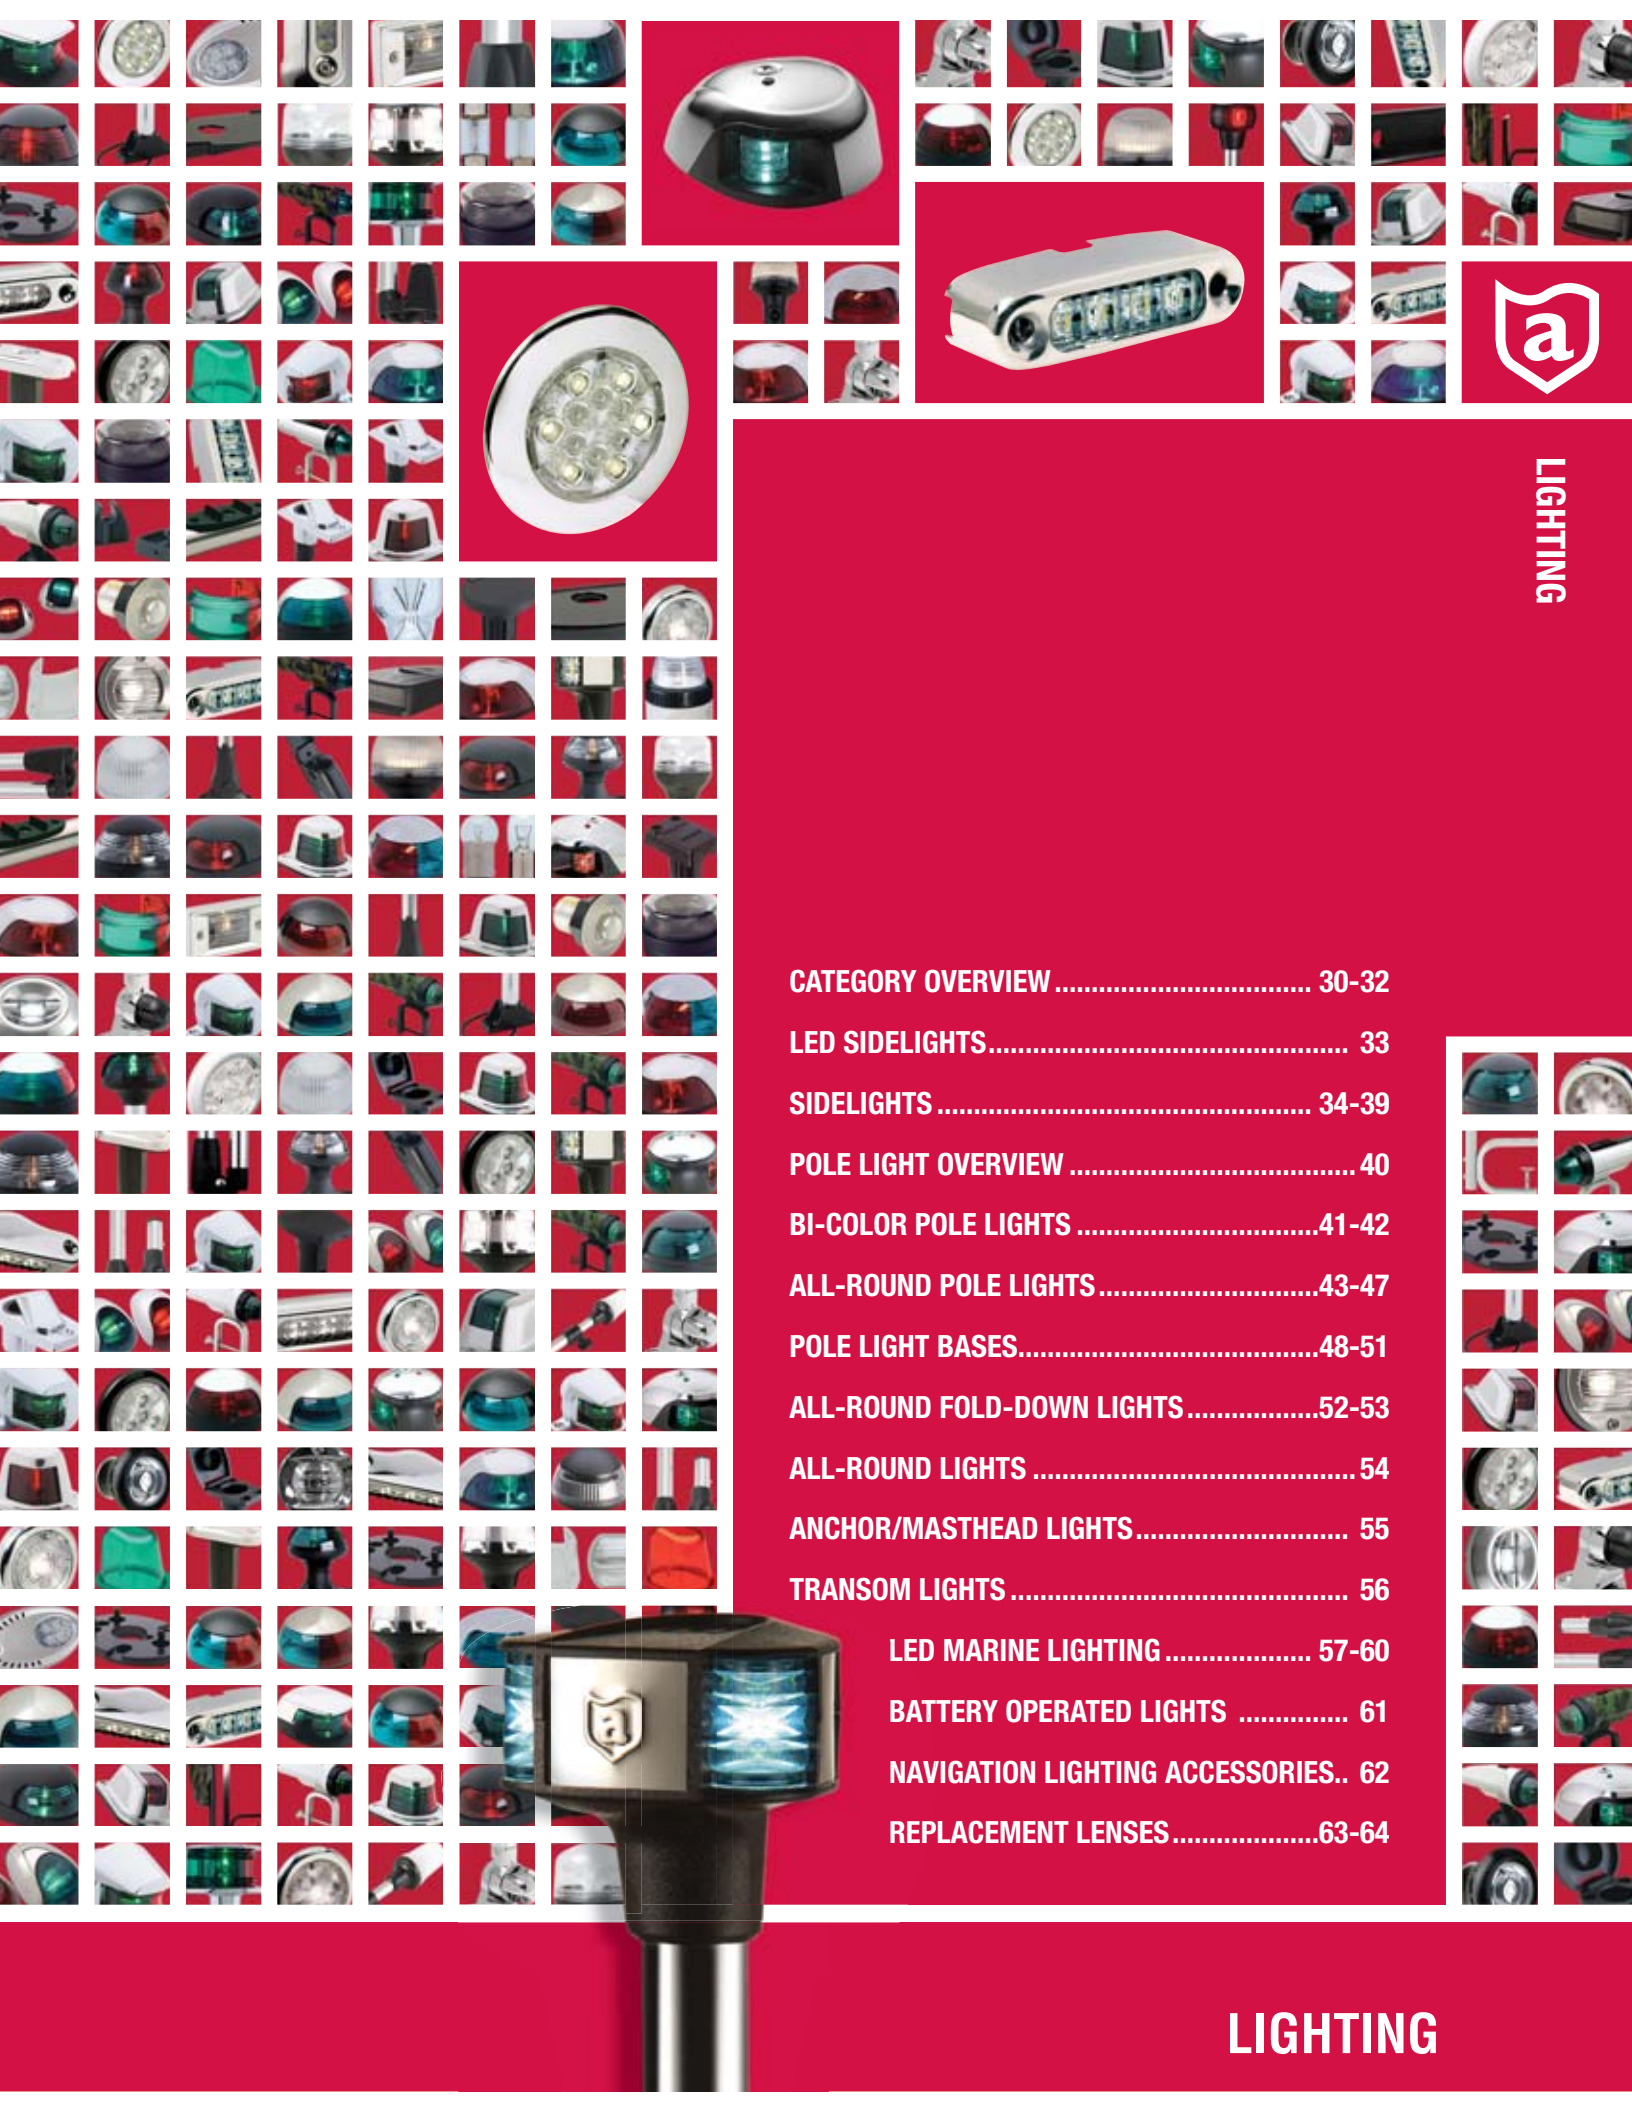 a
LIGHTING
CATEGORY OVERVIEW................................... 30-32
LED SIDELIGHTS................................................. 33
SIDELIGHTS ................................................... 34-39
POLE LIGHT OVERVIEW ....................................... 40
BI-COLOR POLE LIGHTS .................................41-42
ALL-ROUND POLE LIGHTS..............................43-47
POLE LIGHT BASES.........................................48-51
ALL-ROUND FOLD-DOWN LIGHTS..................52-53
ALL-ROUND LIGHTS ............................................ 54
ANCHOR/MASTHEAD LIGHTS............................. 55
TRANSOM LIGHTS .............................................. 56
LED MARINE LIGHTING .................... 57-60
BATTERY OPERATED LIGHTS ............... 61
NAVIGATION LIGHTING ACCESSORIES.. 62
REPLACEMENT LENSES....................63-64
a
LIGHTING